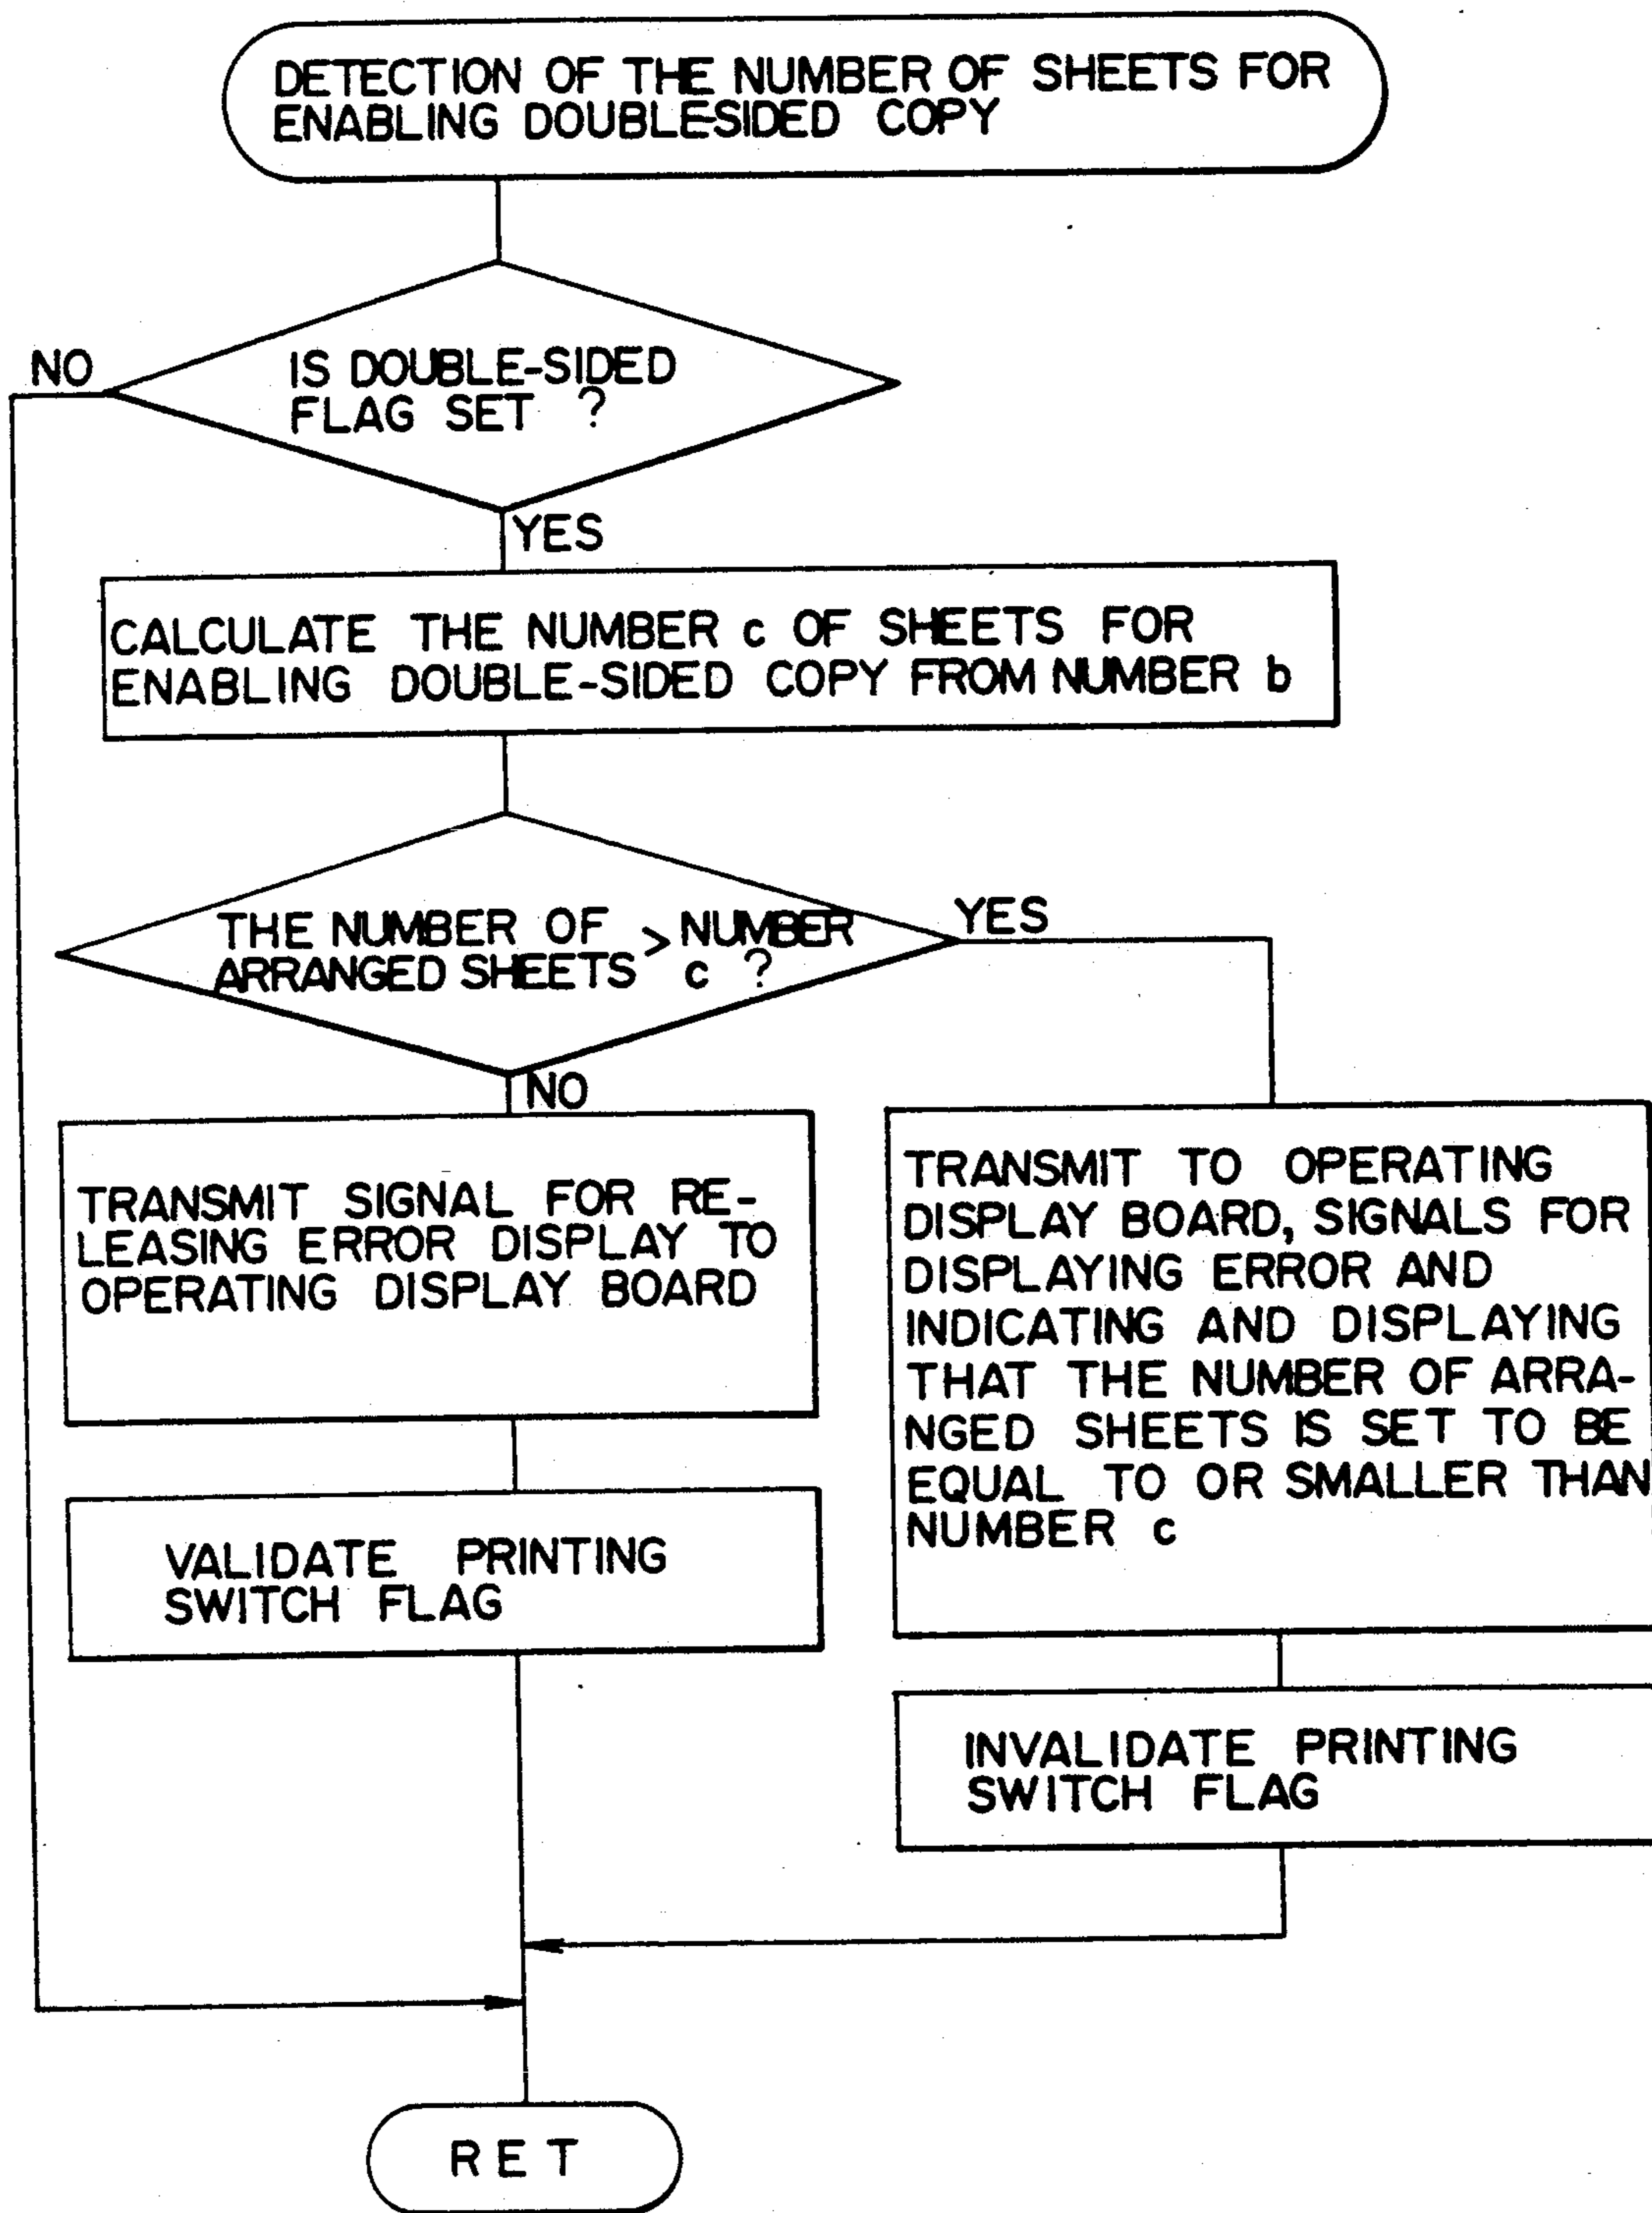 DETECTION OF THE NUMBER OF SHEETS FOR
ENABLING DOUBLE-SIDED COPY
NO
IS DOUBLE-SIDED
FLAG SET ?
YES
CALCULATE THE NUMBER c OF SHEETS FOR
ENABLING DOUBLE-SIDED COPY FROM NUMBER b
THE NUMBER OF > NUMBER
ARRANGED SHEETS c ?
YES
NO
TRANSMIT SIGNAL FOR RE-
LEASING ERROR DISPLAY TO
OPERATING DISPLAY BOARD
TRANSMIT TO OPERATING
DISPLAY BOARD, SIGNALS FOR
DISPLAYING ERROR AND
INDICATING AND DISPLAYING
THAT THE NUMBER OF ARRA-
NGED SHEETS IS SET TO BE
EQUAL TO OR SMALLER THAN
NUMBER c
VALIDATE PRINTING
SWITCH FLAG
INVALIDATE PRINTING
SWITCH FLAG
RET